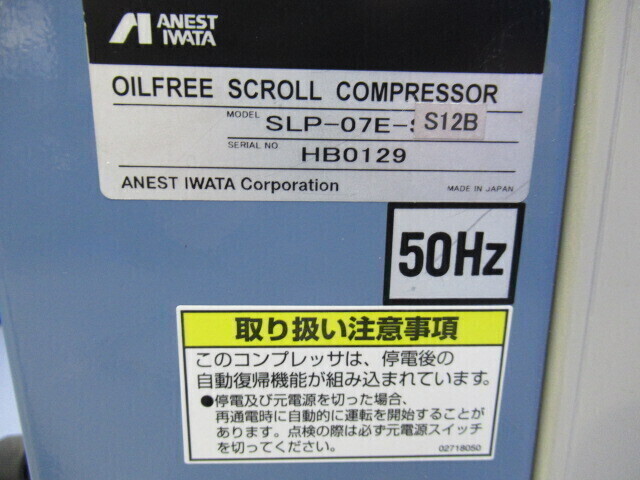 ANEST
IWATA
OILFREE SCROLL COMPRESSOR
MODEL SLP-07E-S12B
SERIAL NO HB0129
ANEST IWATA Corporation MADE IN JAPAN
50Hz
取り扱い注意事項
このコンプレッサは、停電後の
自動復帰機能が組み込まれています。
●停電及び元電源を切った場合、
再通電時に自動的に運転を開始することが
あります。点検の際は必ず元電源スイッチ
を切ってください。 02718050